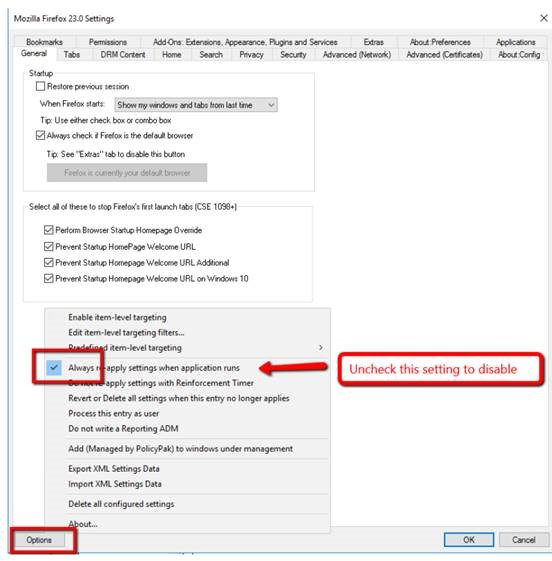 Mozilla Firefox 23.0 Settings
Bookmarks Permissions Add-Ons: Extensions, Appearance, Plugins and Services Extras About:Preferences Applications
General Tabs DRM Content Home Search Privacy Security Advanced (Network) Advanced (Certificates) About:Config
Startup
Restore previous session
When Firefox starts: Show my windows and tabs from last time
Tip: Use either check box or combo box
Always check if Firefox is the default browser
Tip: See "Extras" tab to disable this button
Firefox is currently your default browser
Select all of these to stop Firefox's first launch tabs (CSE 1098+)
Perform Browser Startup Homepage Override
Prevent Startup HomePage Welcome URL
Prevent Startup Homepage Welcome URL Additional
Prevent Startup Homepage Welcome URL on Windows 10
Enable item-level targeting
Edit item-level targeting filters...
Predefined item-level targeting
Always re-apply settings when application runs
Uncheck this setting to disable
Do not re-apply settings with Reinforcement Timer
Revert or Delete all settings when this entry no longer applies
Process this entry as user
Do not write a Reporting ADM
Add (Managed by PolicyPak) to windows under management
Export XML Settings Data
Import XML Settings Data
Delete all configured settings
About...
Options OK Cancel